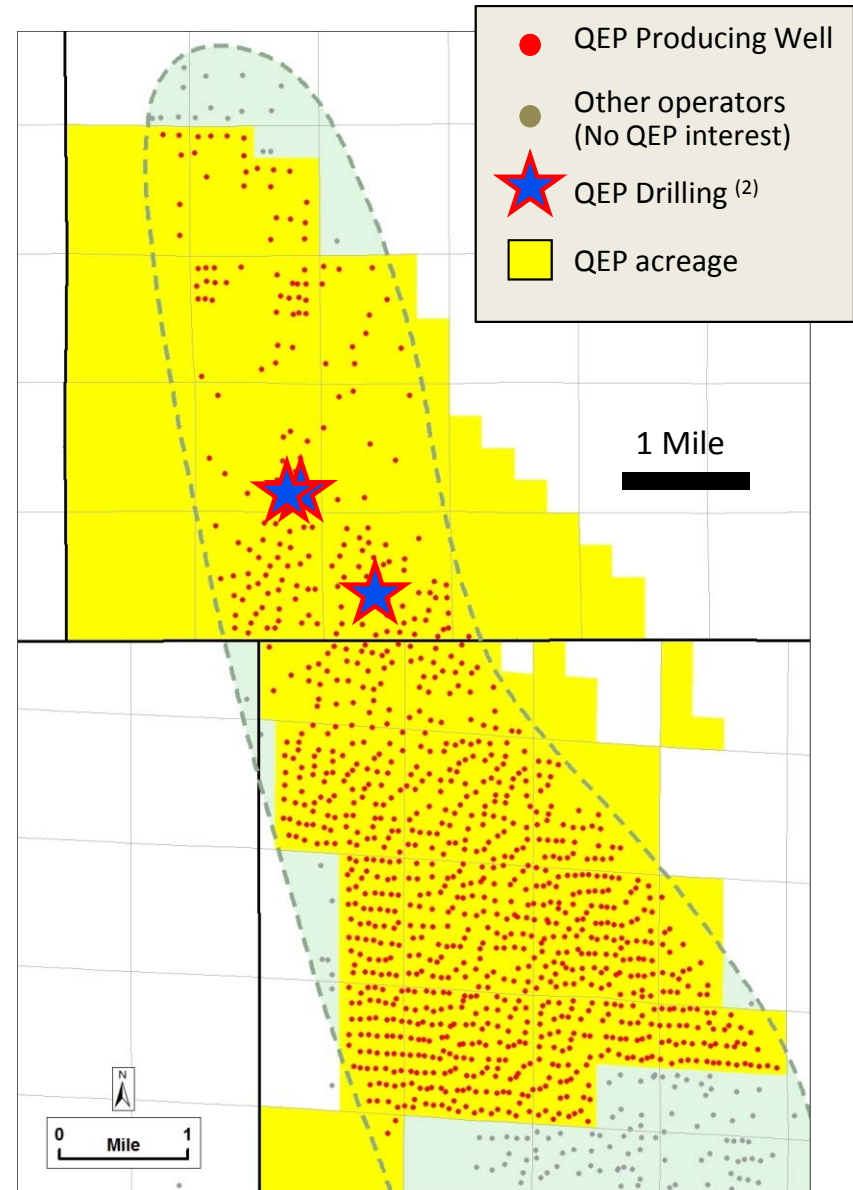 QEP Producing Well
Other operators
(No QEP interest)
QEP Drilling (2)
QEP acreage
1 Mile
N
0 Mile 1